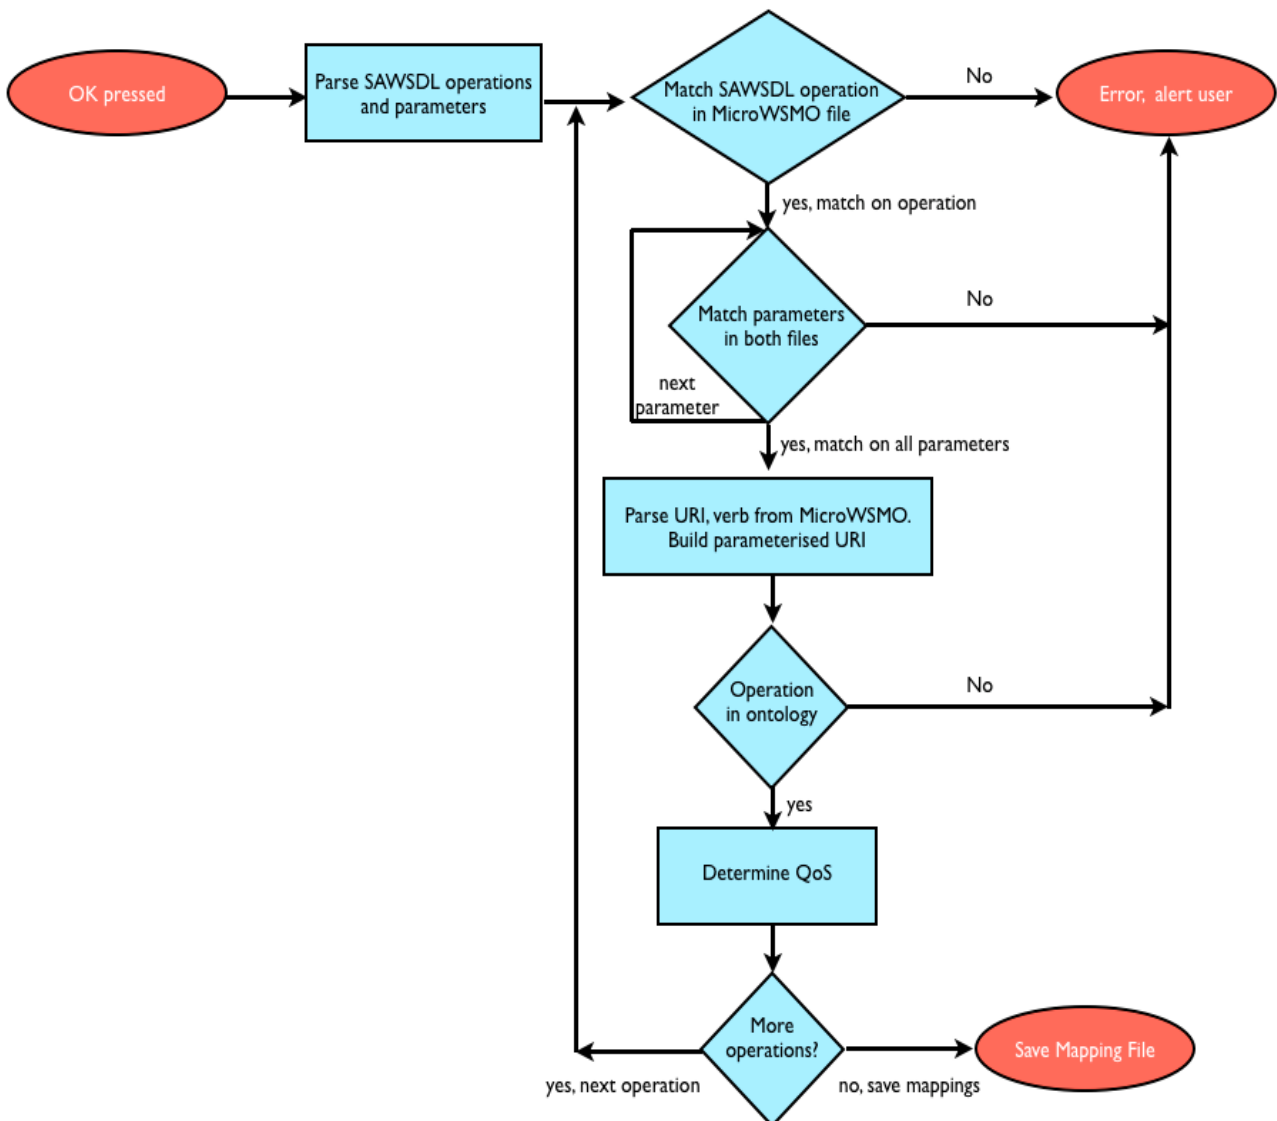 OK pressed
Parse SAWSDL operations
and parameters
Match SAWSDL operation
in MicroWSMO file
No
Error, alert user
yes, match on operation
Match parameters
in both files
No
next
parameter
yes, match on all parameters
Parse URI, verb from MicroWSMO.
Build parameterised URI
Operation
in ontology
No
yes
Determine QoS
More
operations?
yes, next operation
no, save mappings
Save Mapping File